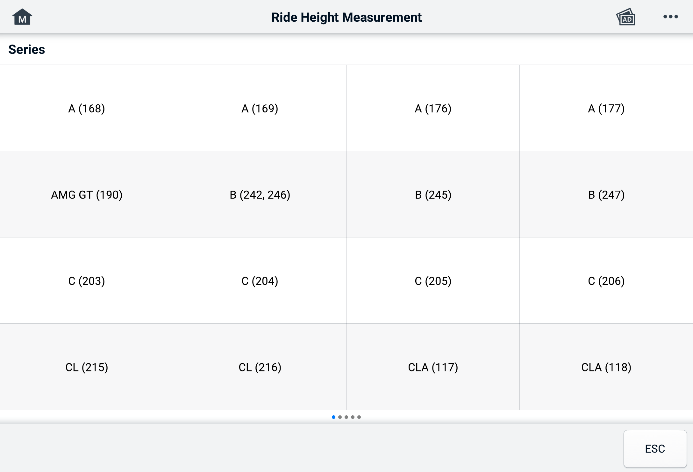 M
Ride Height Measurement
AD
Series
A (168)
A (169)
A (176)
A (177)
AMG GT (190)
B (242, 246)
B (245)
B (247)
C (203)
C (204)
C (205)
C (206)
CL (215)
CL (216)
CLA (117)
CLA (118)
ESC